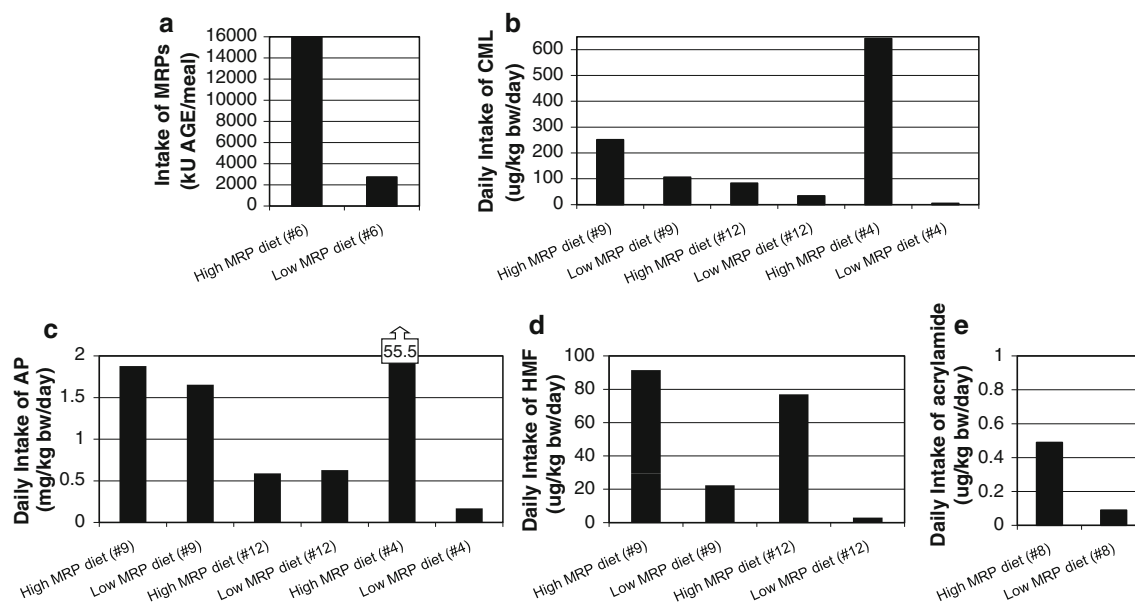 a
Intake of MRPs
(kU AGE/meal)
16000
14000
12000
10000
8000
6000
4000
2000
0
High MRP diet (#6)
Low MRP diet (#6)
b
Daily Intake of CML
(ug/kg bw/day)
600
500
400
300
200
100
0
High MRP diet (#9)
Low MRP diet (#9)
High MRP diet (#12)
Low MRP diet (#12)
High MRP diet (#4)
Low MRP diet (#4)
c
Daily Intake of AP
(mg/kg bw/day)
2
1.5
1
0.5
0
55.5
High MRP diet (#9)
Low MRP diet (#9)
High MRP diet (#12)
Low MRP diet (#12)
High MRP diet (#4)
Low MRP diet (#4)
d
Daily Intake of HMF
(ug/kg bw/day)
100
80
60
40
20
0
High MRP diet (#9)
Low MRP diet (#9)
High MRP diet (#12)
Low MRP diet (#12)
e
Daily Intake of acrylamide
(ug/kg bw/day)
1
0.8
0.6
0.4
0.2
0
High MRP diet (#8)
Low MRP diet (#8)